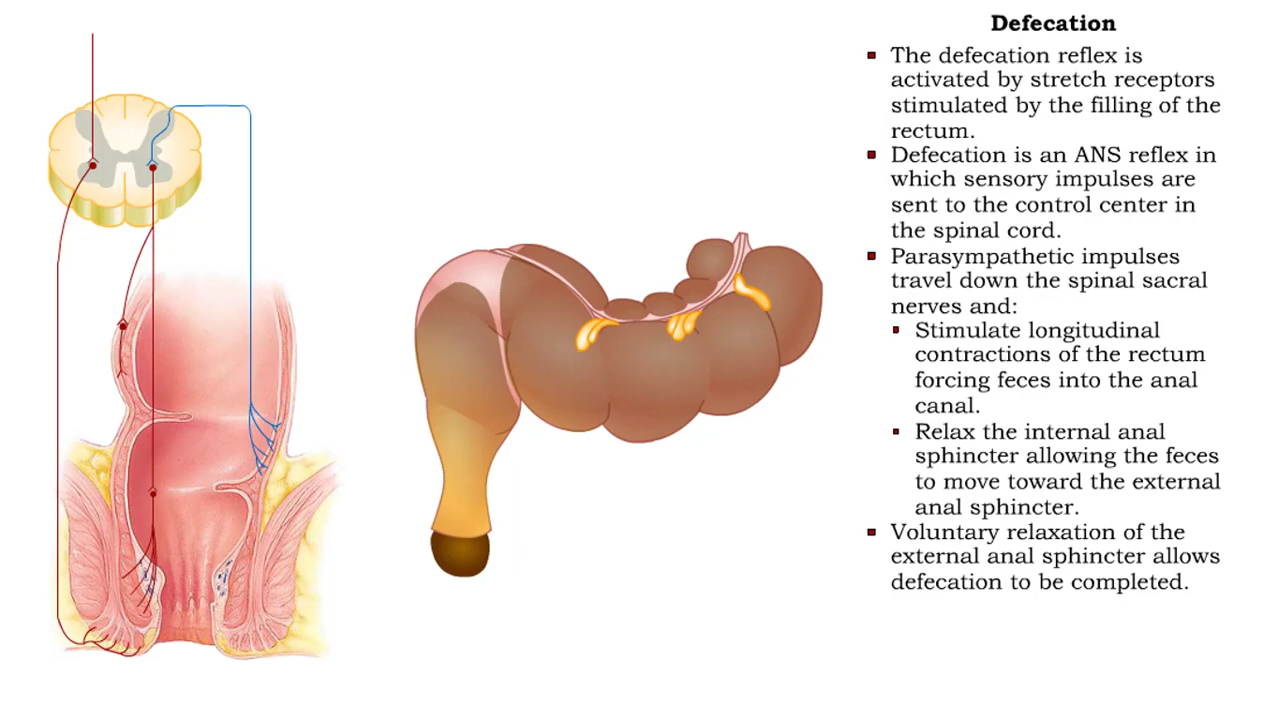 Defecation
The defecation reflex is
activated by stretch receptors
stimulated by the filling of the
rectum.
Defecation is an ANS reflex in
which sensory impulses are
sent to the control center in
the spinal cord.
Parasympathetic impulses
travel down the spinal sacral
nerves and:
Stimulate longitudinal
contractions of the rectum
forcing feces into the anal
canal.
Relax the internal anal
sphincter allowing the feces
to move toward the external
anal sphincter.
Voluntary relaxation of the
external anal sphincter allows
defecation to be completed.